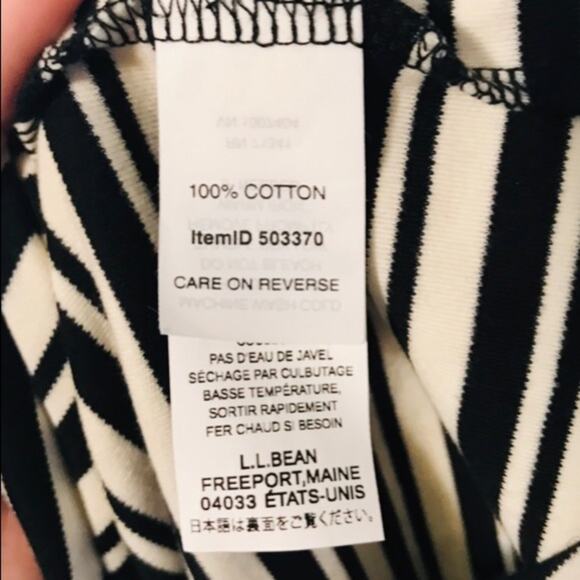 100% COTTON
ItemID 503370
CARE ON REVERSE
PAS D'EAU DE JAVEL
SÉCHAGE PAR CULBUTAGE
BASSE TEMPÉRATURE,
SORTIR RAPIDEMENT
FER CHAUD SI BESOIN
L.L.BEAN
FREEPORT,MAINE
04033 ÉTATS-UNIS
日本語は裏面をご覧ください。